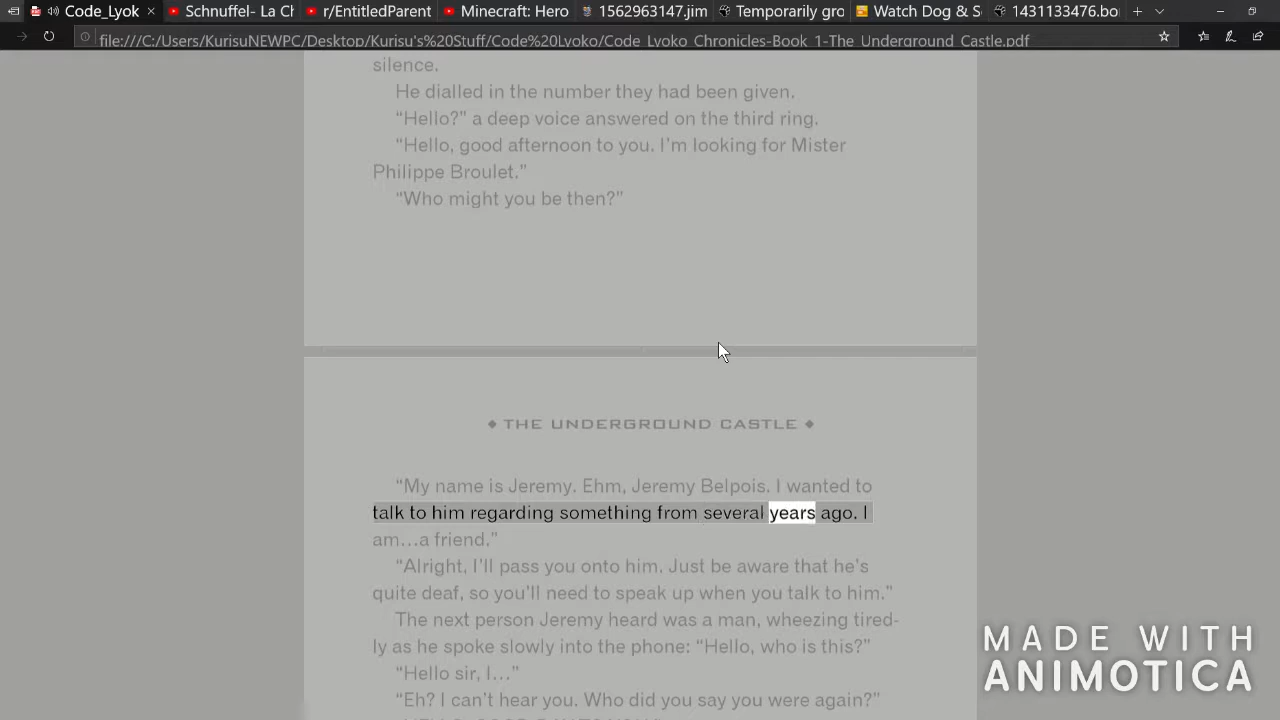 Code_Lyok
Schnuffel- La Ch
r/EntitledParent
Minecraft: Hero
1562963147.jim
Temporarily gro
Watch Dog & S
1431133476.bo
file:///C:/Users/KurisuNEWPC/Desktop/Kurisu's%20Stuff/Code%20Lyoko/Code_Lyoko_Chronicles-Book_1-The_Underground_Castle.pdf
silence.
He dialled in the number they had been given.
“Hello?” a deep voice answered on the third ring.
“Hello, good afternoon to you. I’m looking for Mister
Philippe Broulet.”
“Who might you be then?”
◆ THE UNDERGROUND CASTLE ◆
“My name is Jeremy. Ehm, Jeremy Belpois. I wanted to
talk to him regarding something from several years ago. I
am…a friend.”
“Alright, I’ll pass you onto him. Just be aware that he’s
quite deaf, so you’ll need to speak up when you talk to him.”
The next person Jeremy heard was a man, wheezing tired-
ly as he spoke slowly into the phone: “Hello, who is this?”
“Hello sir, I…”
“Eh? I can’t hear you. Who did you say you were again?”
MADE WITH
ANIMOTICA